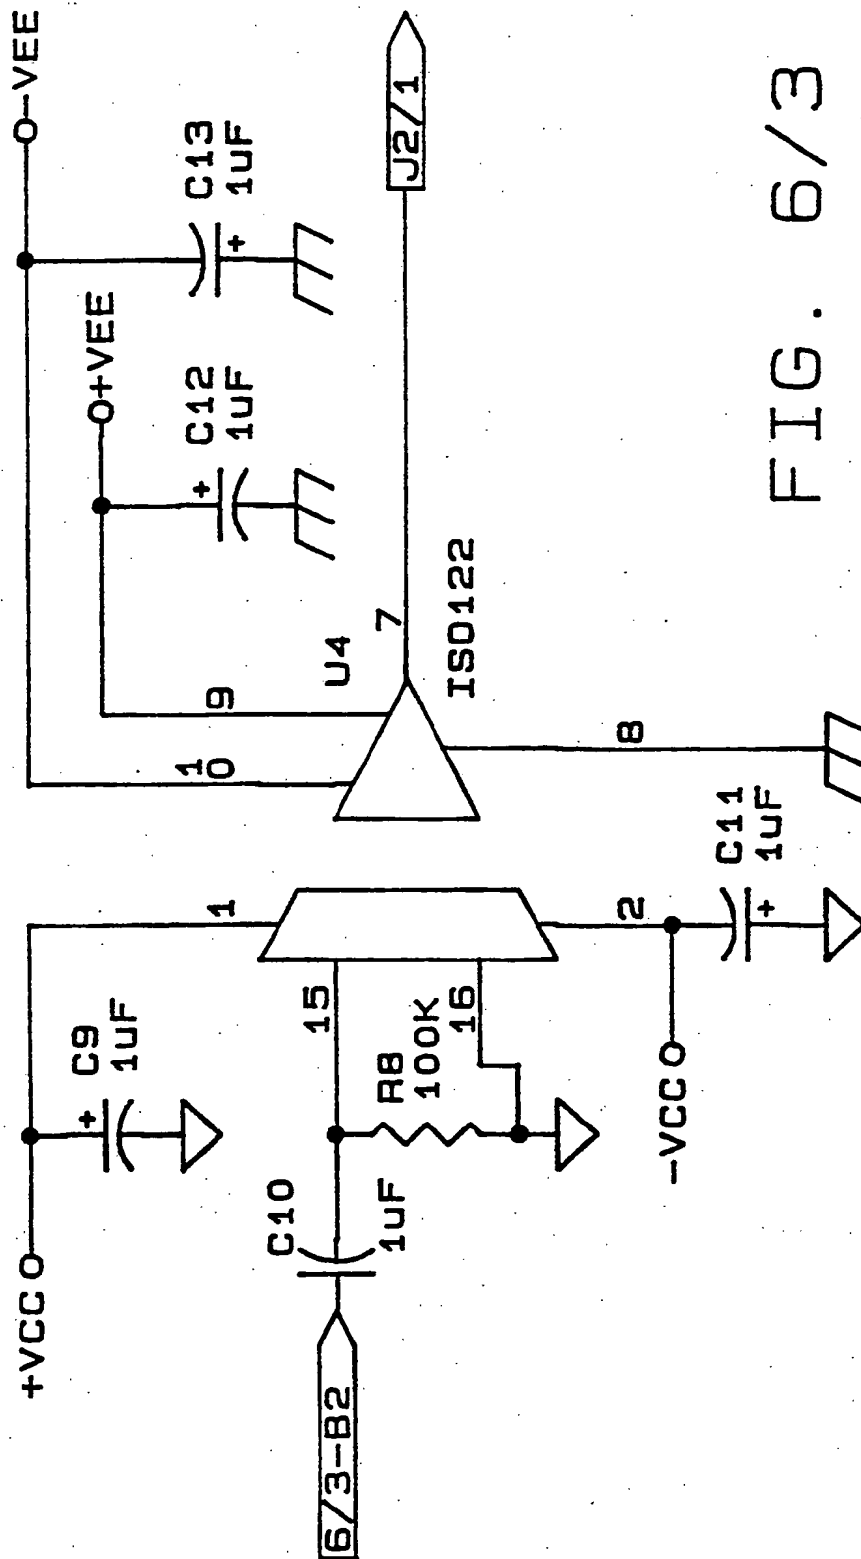 +VCC
C9
1uF
1
6/3-B2
C10
1uF
15
R8
100K
16
-VCC
2
C11
1uF
10
9
U4
ISO122
7
8
+VEE
C12
1uF
-VEE
C13
1uF
J2/1
FIG. 6/3